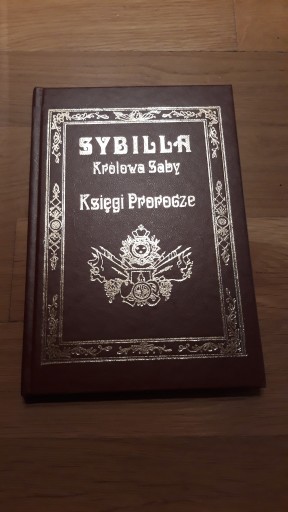 SYBILLA
Królowa Saby
Księgi Prorocze